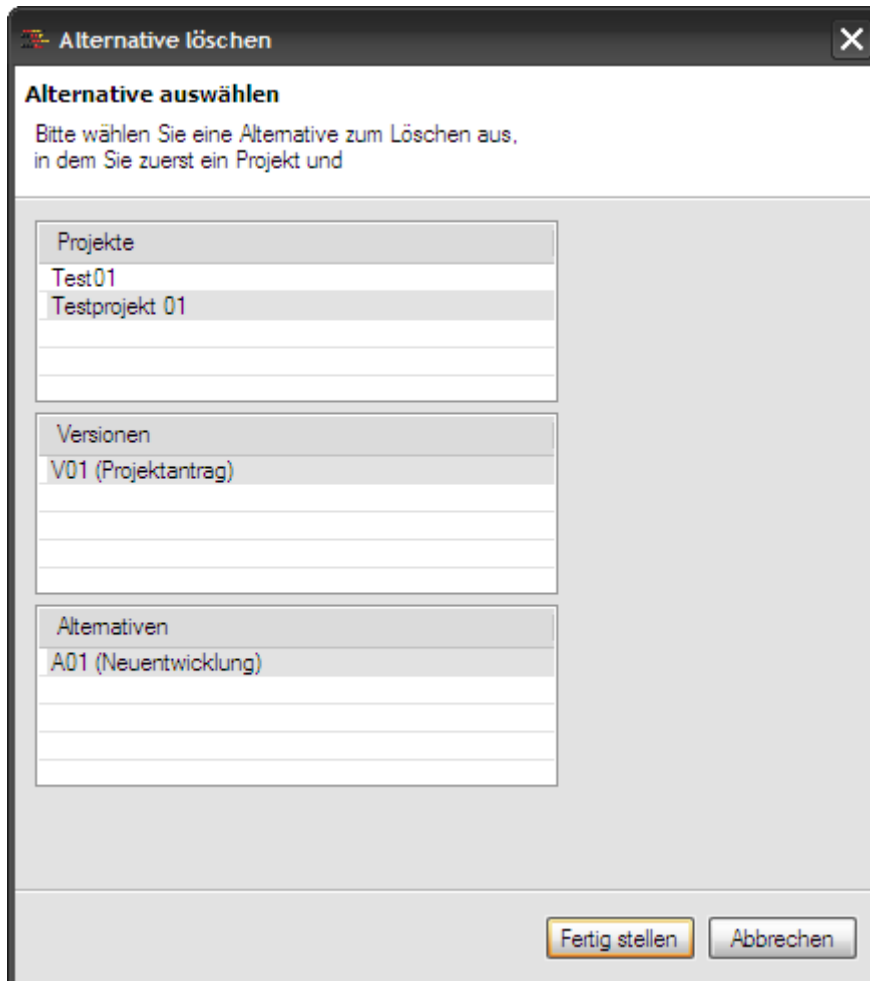 Alternative löschen
Alternative auswählen
Bitte wählen Sie eine Alternative zum Löschen aus,
in dem Sie zuerst ein Projekt und
Projekte
Test01
Testprojekt 01
Versionen
V01 (Projektantrag)
Alternativen
A01 (Neuentwicklung)
Fertig stellen
Abbrechen